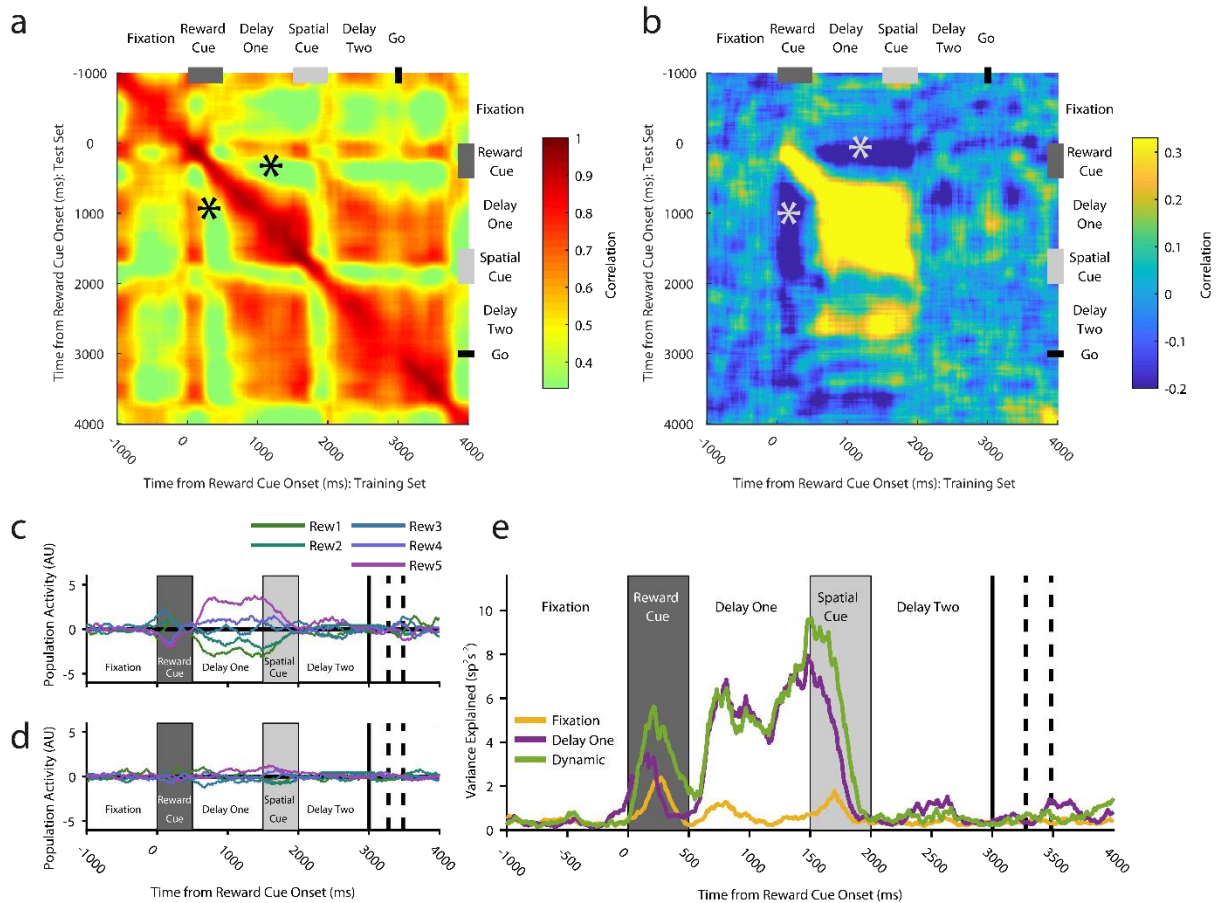 a
Fixation
Reward
Cue
Delay
One
Spatial
Cue
Delay
Two
Go
-1000
0
1000
2000
3000
4000
Time from Reward Cue Onset (ms): Test Set
Fixation
Reward
Cue
Delay
One
Spatial
Cue
Delay
Two
Go
*
*
-1000
0
1000
2000
3000
4000
Time from Reward Cue Onset (ms): Training Set
1
0.9
0.8
0.7
0.6
0.5
0.4
Correlation
b
Fixation
Reward
Cue
Delay
One
Spatial
Cue
Delay
Two
Go
-1000
0
1000
2000
3000
4000
Time from Reward Cue Onset (ms): Test Set
Fixation
Reward
Cue
Delay
One
Spatial
Cue
Delay
Two
Go
*
*
-1000
0
1000
2000
3000
4000
Time from Reward Cue Onset (ms): Training Set
0.3
0.2
0.1
0
-0.1
-0.2
Correlation
c
Rew1
Rew2
Rew3
Rew4
Rew5
Population Activity (AU)
5
0
-5
Fixation
Reward
Cue
Delay One
Spatial
Cue
Delay Two
-1000
0
1000
2000
3000
4000
d
Population Activity (AU)
5
0
-5
Fixation
Reward
Cue
Delay One
Spatial
Cue
Delay Two
-1000
0
1000
2000
3000
4000
Time from Reward Cue Onset (ms)
e
Variance Explained (sp²s⁻²)
10
8
6
4
2
0
Fixation
Reward
Cue
Delay One
Spatial
Cue
Delay Two
Fixation
Delay One
Dynamic
-1000
-500
0
500
1000
1500
2000
2500
3000
3500
4000
Time from Reward Cue Onset (ms)